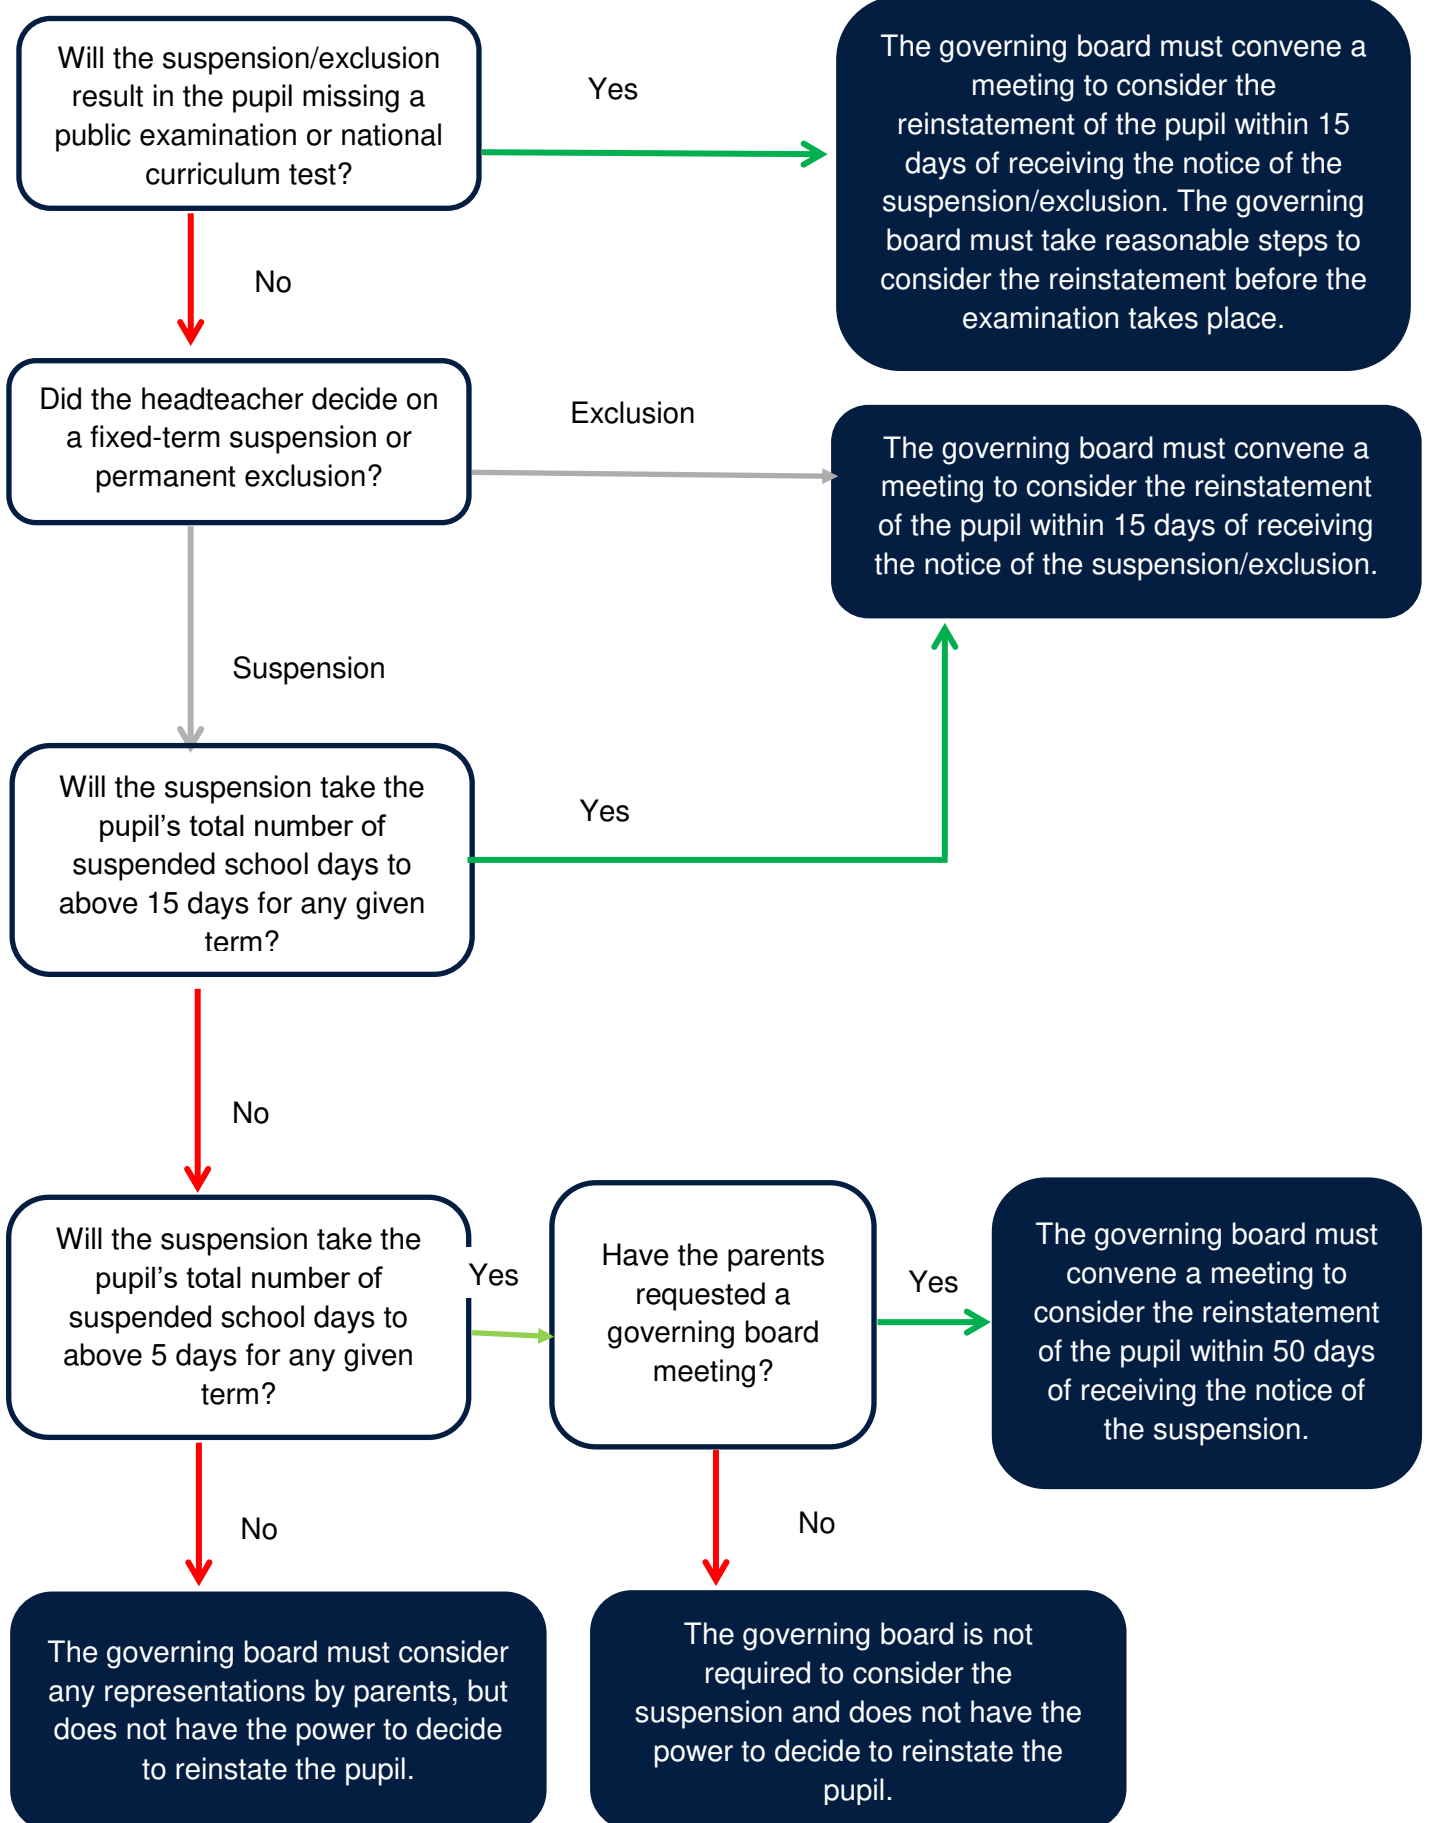 Will the suspension/exclusion
result in the pupil missing a
public examination or national
curriculum test?
Yes
The governing board must convene a
meeting to consider the
reinstatement of the pupil within 15
days of receiving the notice of the
suspension/exclusion. The governing
board must take reasonable steps to
consider the reinstatement before the
examination takes place.
No
Did the headteacher decide on
a fixed-term suspension or
permanent exclusion?
Exclusion
The governing board must convene a
meeting to consider the reinstatement
of the pupil within 15 days of receiving
the notice of the suspension/exclusion.
Suspension
Will the suspension take the
pupil’s total number of
suspended school days to
above 15 days for any given
term?
Yes
No
Will the suspension take the
pupil’s total number of
suspended school days to
above 5 days for any given
term?
Yes
Have the parents
requested a
governing board
meeting?
Yes
The governing board must
convene a meeting to
consider the reinstatement
of the pupil within 50 days
of receiving the notice of
the suspension.
No
No
The governing board must consider
any representations by parents, but
does not have the power to decide
to reinstate the pupil.
The governing board is not
required to consider the
suspension and does not have the
power to decide to reinstate the
pupil.